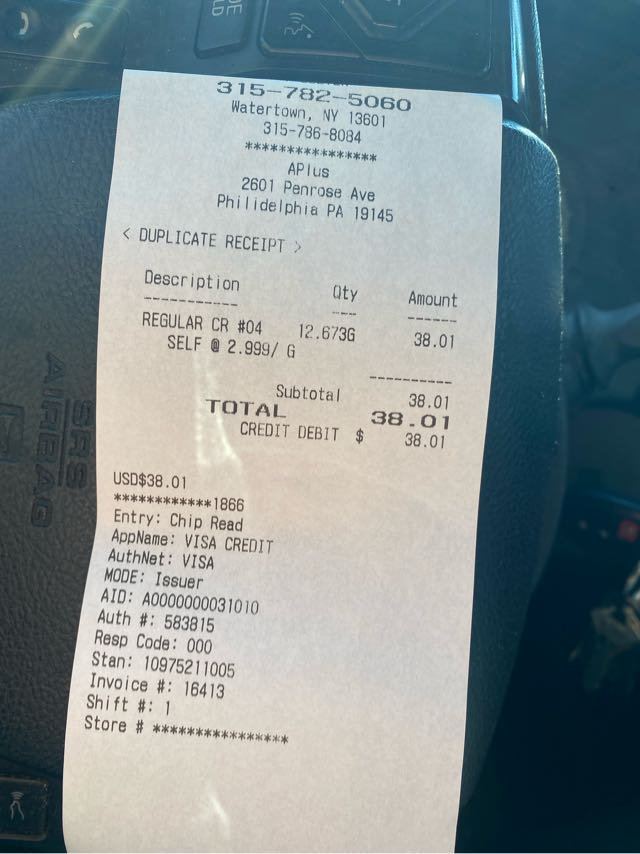 315-782-5060
Watertown, NY 13601
315-786-8084
****************
APlus
2601 Penrose Ave
Philidelphia PA 19145
< DUPLICATE RECEIPT >
Description Qty Amount
----------- --- ------
REGULAR CR #04 12.673G 38.01
SELF @ 2.999/ G
----------
Subtotal 38.01
TOTAL 38.01
CREDIT DEBIT $ 38.01
USD$38.01
************1866
Entry: Chip Read
AppName: VISA CREDIT
AuthNet: VISA
MODE: Issuer
AID: A0000000031010
Auth #: 583815
Resp Code: 000
Stan: 10975211005
Invoice #: 16413
Shift #: 1
Store # ****************
SRS
AIRBAG